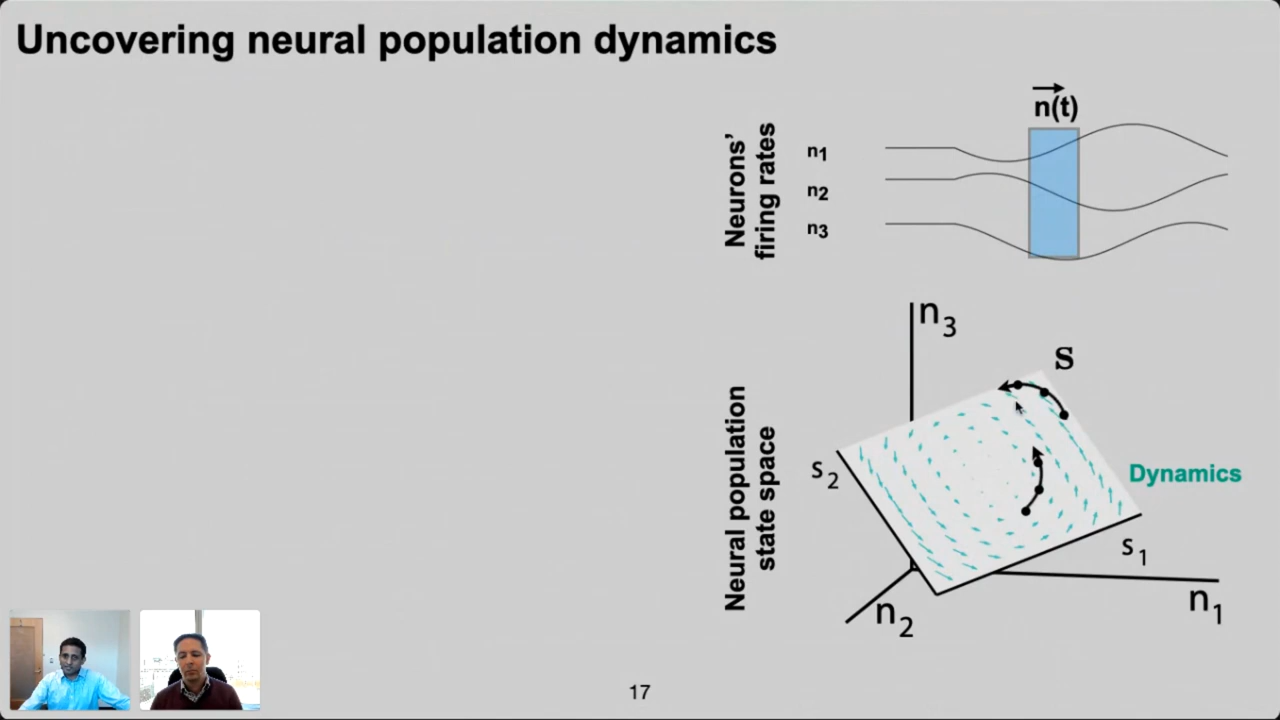 Uncovering neural population dynamics
n(t)
Neurons’
firing rates
n1
n2
n3
Neural population
state space
n3
S
s2
Dynamics
s1
n1
n2
17